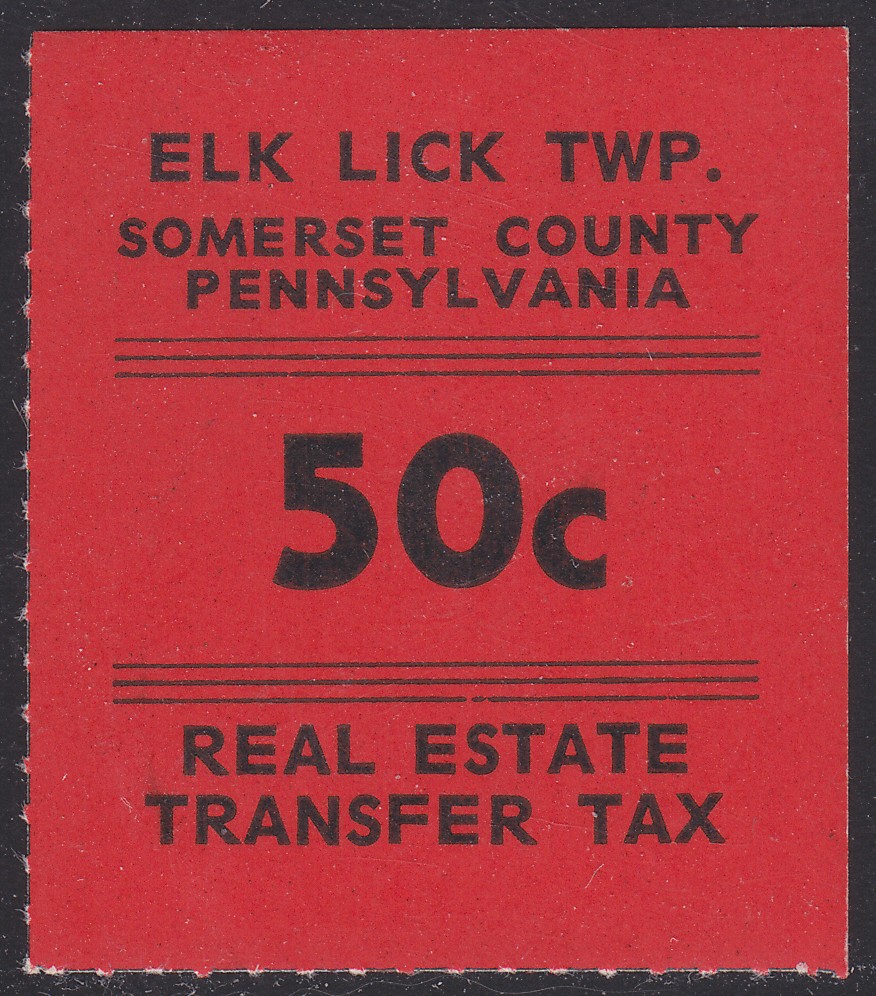 ELK LICK TWP.
SOMERSET COUNTY
PENNSYLVANIA
50c
REAL ESTATE
TRANSFER TAX